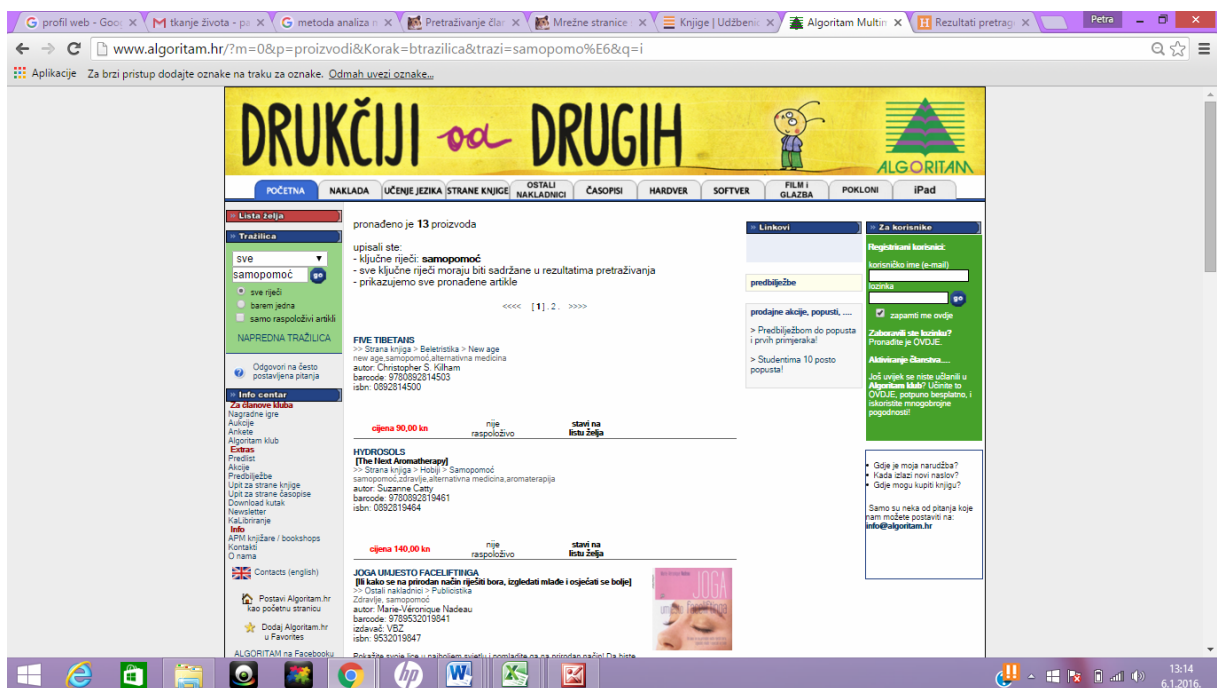 profil web - Goo
tkanje života - pa
metoda analiza n
Pretraživanje član
Mrežne stranice
Knjige | Udžbenic
Algoritam Multim
Rezultati pretrag
Petra
www.algoritam.hr/?m=0&p=proizvodi&Korak=btrazilica&trazi=samopomo%E6&q=i
Aplikacije Za brzi pristup dodajte oznake na traku za oznake. Odmah uvezi oznake...
DRUKČIJI od DRUGIH
ALGORITAM
POČETNA
NAKLADA
UČENJE JEZIKA
STRANE KNJIGE
OSTALI
NAKLADNICI
ČASOPISI
HARDVER
SOFTVER
FILM i
GLAZBA
POKLONI
iPad
» Lista želja
» Tražilica
sve
samopomoć go
sve riječi
barem jedna
samo raspoloživi artikli
NAPREDNA TRAŽILICA
Odgovori na često
postavljena pitanja
» Info centar
Za članove kluba
Nagradne igre
Aukcije
Ankete
Algoritam klub
Extras
Predlist
Akcije
Predbilježbe
Upit za strane knjige
Upit za strane časopise
Download kutak
Newsletter
KaLibriranje
Info
APM knjižare / bookshops
Kontakti
O nama
Contacts (english)
Postavi Algoritam.hr
kao početnu stranicu
Dodaj Algoritam.hr
u Favorites
ALGORITAM na Facebooku
pronađeno je 13 proizvoda
upisali ste:
- ključne riječi: samopomoć
- sve ključne riječi moraju biti sadržane u rezultatima pretraživanja
- prikazujemo sve pronađene artikle
<<<< [1].2. >>>>
FIVE TIBETANS
>> Strana knjiga > Beletristika > New age
new age,samopomoć,alternativna medicina
autor: Christopher S. Kilham
barcode: 9780892814503
isbn: 0892814500
cijena 90,00 kn
nije
raspoloživo
stavi na
listu želja
HYDROSOLS
[The Next Aromatherapy]
>> Strana knjiga > Hobiji > Samopomoć
samopomoć,zdravlje,alternativna medicina,aromaterapija
autor: Suzanne Catty
barcode: 9780892819461
isbn: 0892819464
cijena 140,00 kn
nije
raspoloživo
stavi na
listu želja
JOGA UMJESTO FACELIFTINGA
[Ili kako se na prirodan način riješiti bora, izgledati mlađe i osjećati se bolje]
>> Ostali nakladnici > Publicistika
Zdravlje, samopomoć
autor: Marie-Véronique Nadeau
barcode: 9789532019841
izdavač: VBZ
isbn: 9532019847
Pokažite svoje lice u najboljem svjetlu i pomladite ga na prirodan način! Da biste
JOGA
» Linkovi
predbilježbe
prodajne akcije, popusti, ....
> Predbilježbom do popusta
i prvih primjeraka!
> Studentima 10 posto
popusta!
» Za korisnike
Registrirani korisnici:
korisničko ime (e-mail)
lozinka
go
zapamti me ovdje
Zaboravili ste lozinku?
Pronađite je OVDJE.
Aktiviranje članstva....
Još uvijek se niste učlanili u
Algoritam klub? Učinite to
OVDJE, potpuno besplatno, i
iskoristite mnogobrojne
pogodnosti!
Gdje je moja narudžba?
Kada izlazi novi naslov?
Gdje mogu kupiti knjigu?
Samo su neka od pitanja koje
nam možete postaviti na:
info@algoritam.hr
13:14
6.1.2016.